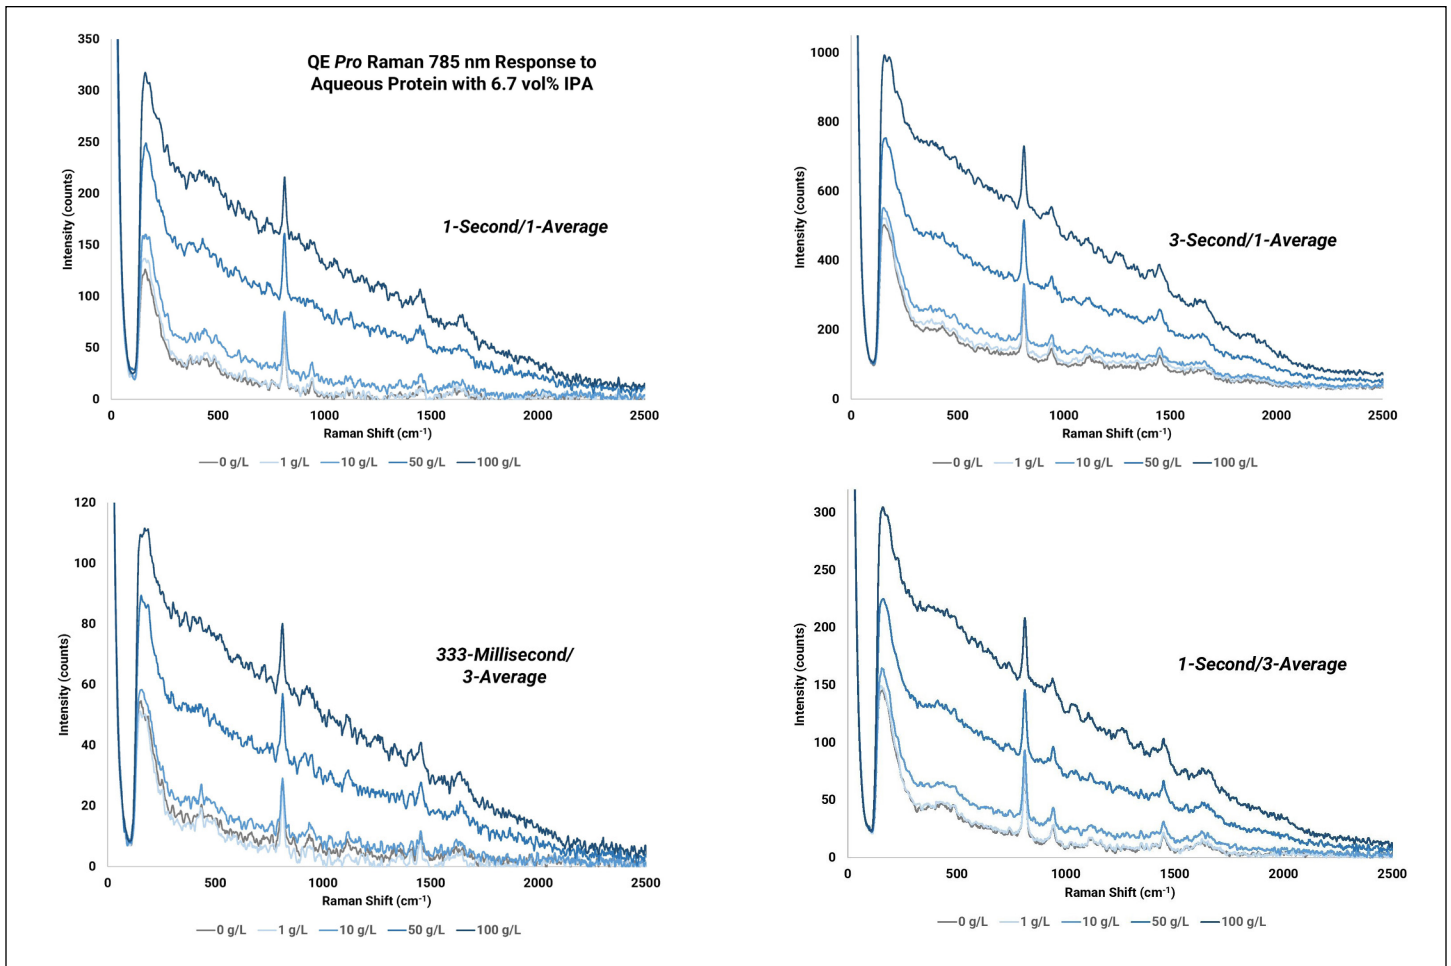 QE Pro Raman 785 nm Response to
Aqueous Protein with 6.7 vol% IPA
1-Second/1-Average
Intensity (counts)
350
300
250
200
150
100
50
0
0 500 1000 1500 2000 2500
Raman Shift (cm⁻¹)
0 g/L 1 g/L 10 g/L 50 g/L 100 g/L
3-Second/1-Average
Intensity (counts)
1000
800
600
400
200
0
0 500 1000 1500 2000 2500
Raman Shift (cm⁻¹)
0 g/L 1 g/L 10 g/L 50 g/L 100 g/L
333-Millisecond/
3-Average
Intensity (counts)
120
100
80
60
40
20
0
0 500 1000 1500 2000 2500
Raman Shift (cm⁻¹)
0 g/L 1 g/L 10 g/L 50 g/L 100 g/L
1-Second/3-Average
Intensity (counts)
300
250
200
150
100
50
0
0 500 1000 1500 2000 2500
Raman Shift (cm⁻¹)
0 g/L 1 g/L 10 g/L 50 g/L 100 g/L